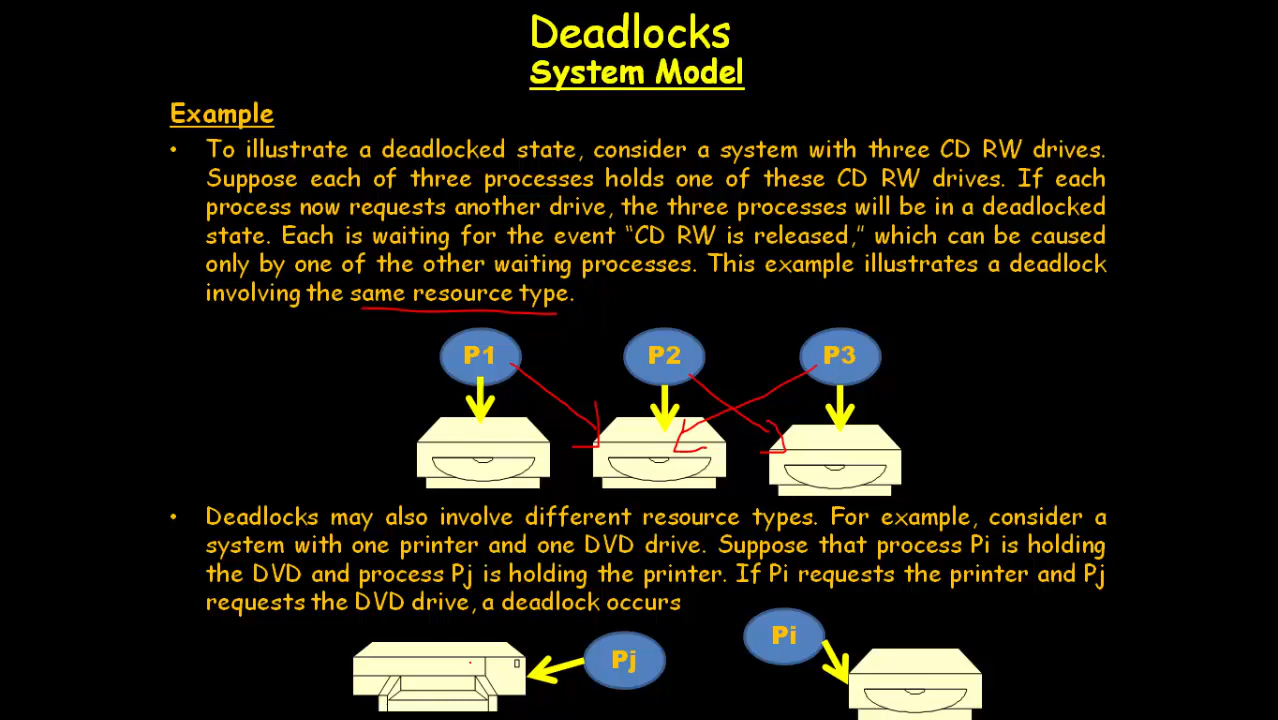 Deadlocks
System Model
Example
• To illustrate a deadlocked state, consider a system with three CD RW drives.
Suppose each of three processes holds one of these CD RW drives. If each
process now requests another drive, the three processes will be in a deadlocked
state. Each is waiting for the event “CD RW is released,” which can be caused
only by one of the other waiting processes. This example illustrates a deadlock
involving the same resource type.
P1 P2 P3
• Deadlocks may also involve different resource types. For example, consider a
system with one printer and one DVD drive. Suppose that process Pi is holding
the DVD and process Pj is holding the printer. If Pi requests the printer and Pj
requests the DVD drive, a deadlock occurs
Pj Pi